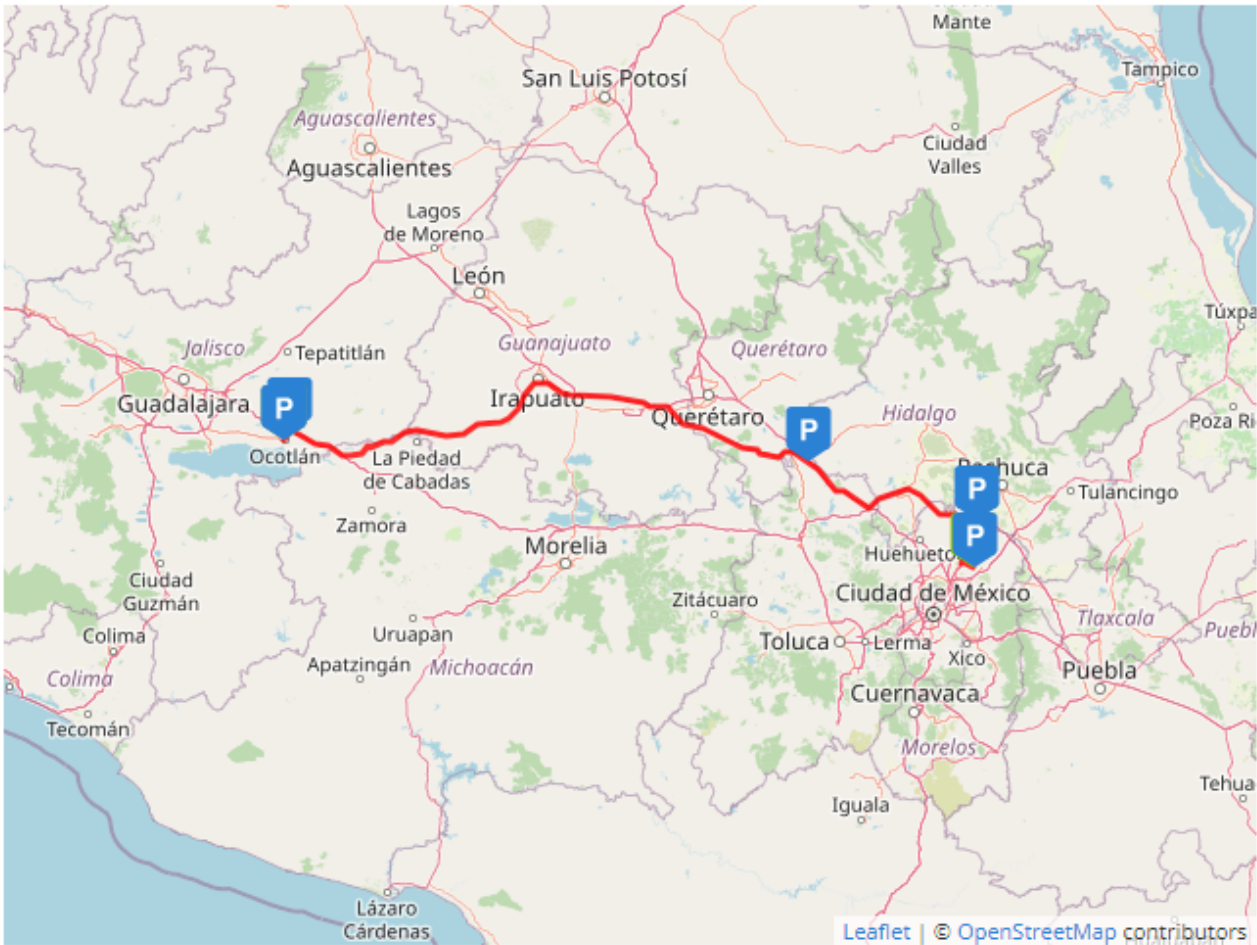 Mante
San Luis Potosí
Tampico
Aguascalientes
Ciudad
Valles
Aguascalientes
Lagos
de Moreno
León
Túxpa
Jalisco
Tepatitlán
Guanajuato
Querétaro
P
P
Irapuato
Guadalajara
Querétaro
Hidalgo
Poza Ri
P
Ocotlán
La Piedad
de Cabadas
Pachuca
P
Tulancingo
Zamora
P
Morelia
Huehueto
Ciudad
Guzmán
Ciudad de México
Zitácuaro
Tlaxcala
Puebl
Colima
Uruapan
Toluca
Lerma
Xico
Apatzingán
Michoacán
Puebla
Colima
Cuernavaca
Tecomán
Morelos
Tehua
Iguala
Lázaro
Cárdenas
Leaflet | © OpenStreetMap contributors